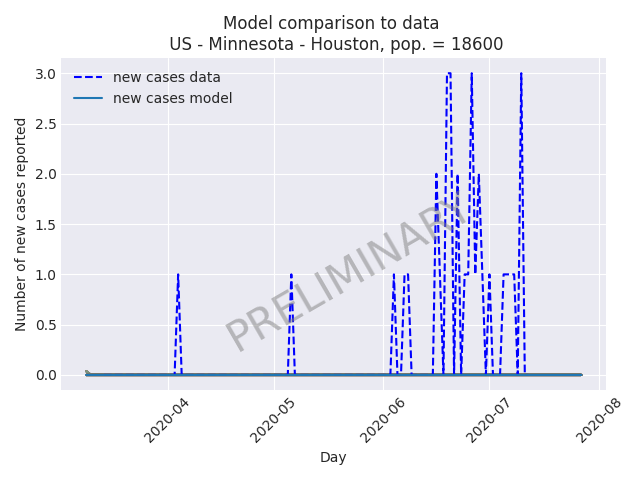 Model comparison to data
US - Minnesota - Houston, pop. = 18600
new cases data
new cases model
Number of new cases reported
3.0
2.5
2.0
1.5
1.0
0.5
0.0
PRELIMINARY
2020-04
2020-05
2020-06
2020-07
2020-08
Day